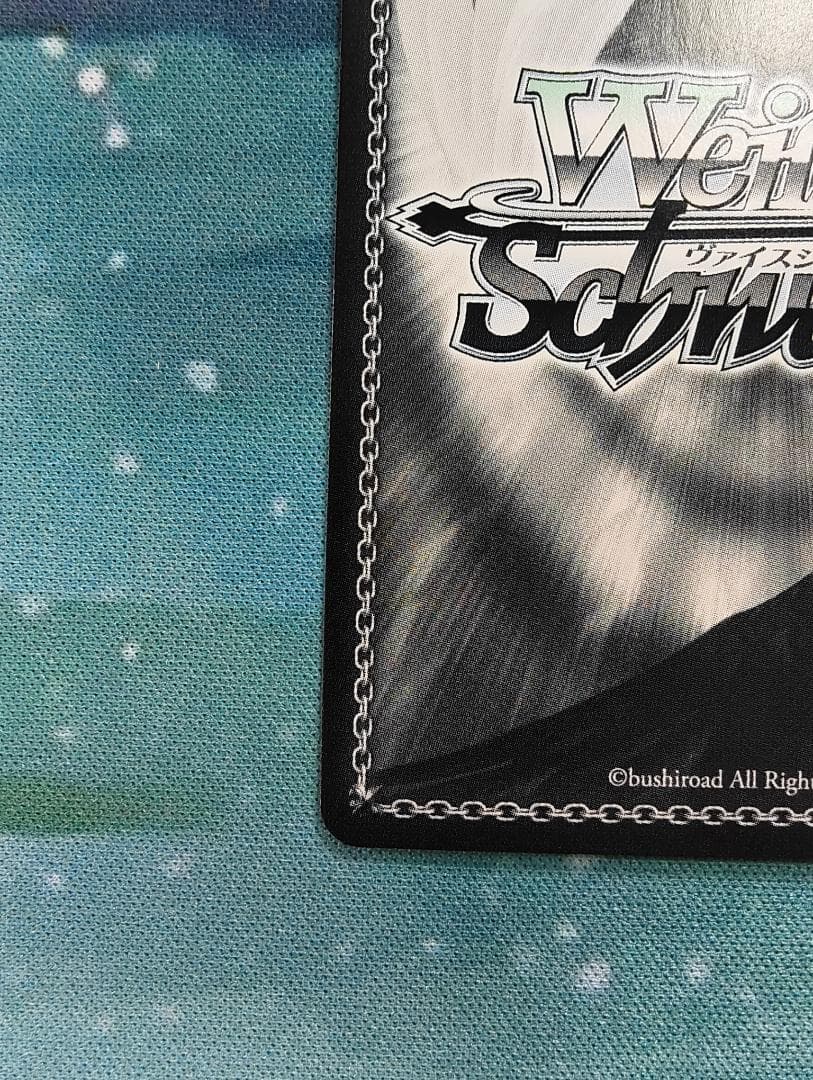 Wei
ヴァイスシ
Schw
©bushiroad All Righ